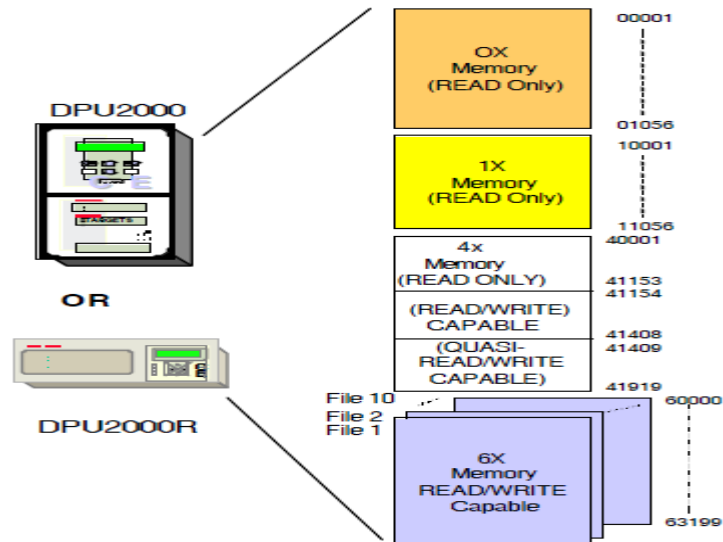 DPU2000
C E
STARGETS
OR
DPU2000R
OX
Memory
(READ Only)
00001
01056
1X
Memory
(READ Only)
10001
11056
4x
Memory
(READ ONLY)
40001
41153
(READ/WRITE)
CAPABLE
41154
41408
(QUASI-
READ/WRITE
CAPABLE)
41409
41919
File 10
File 2
File 1
6X
Memory
READ/WRITE
Capable
60000
63199